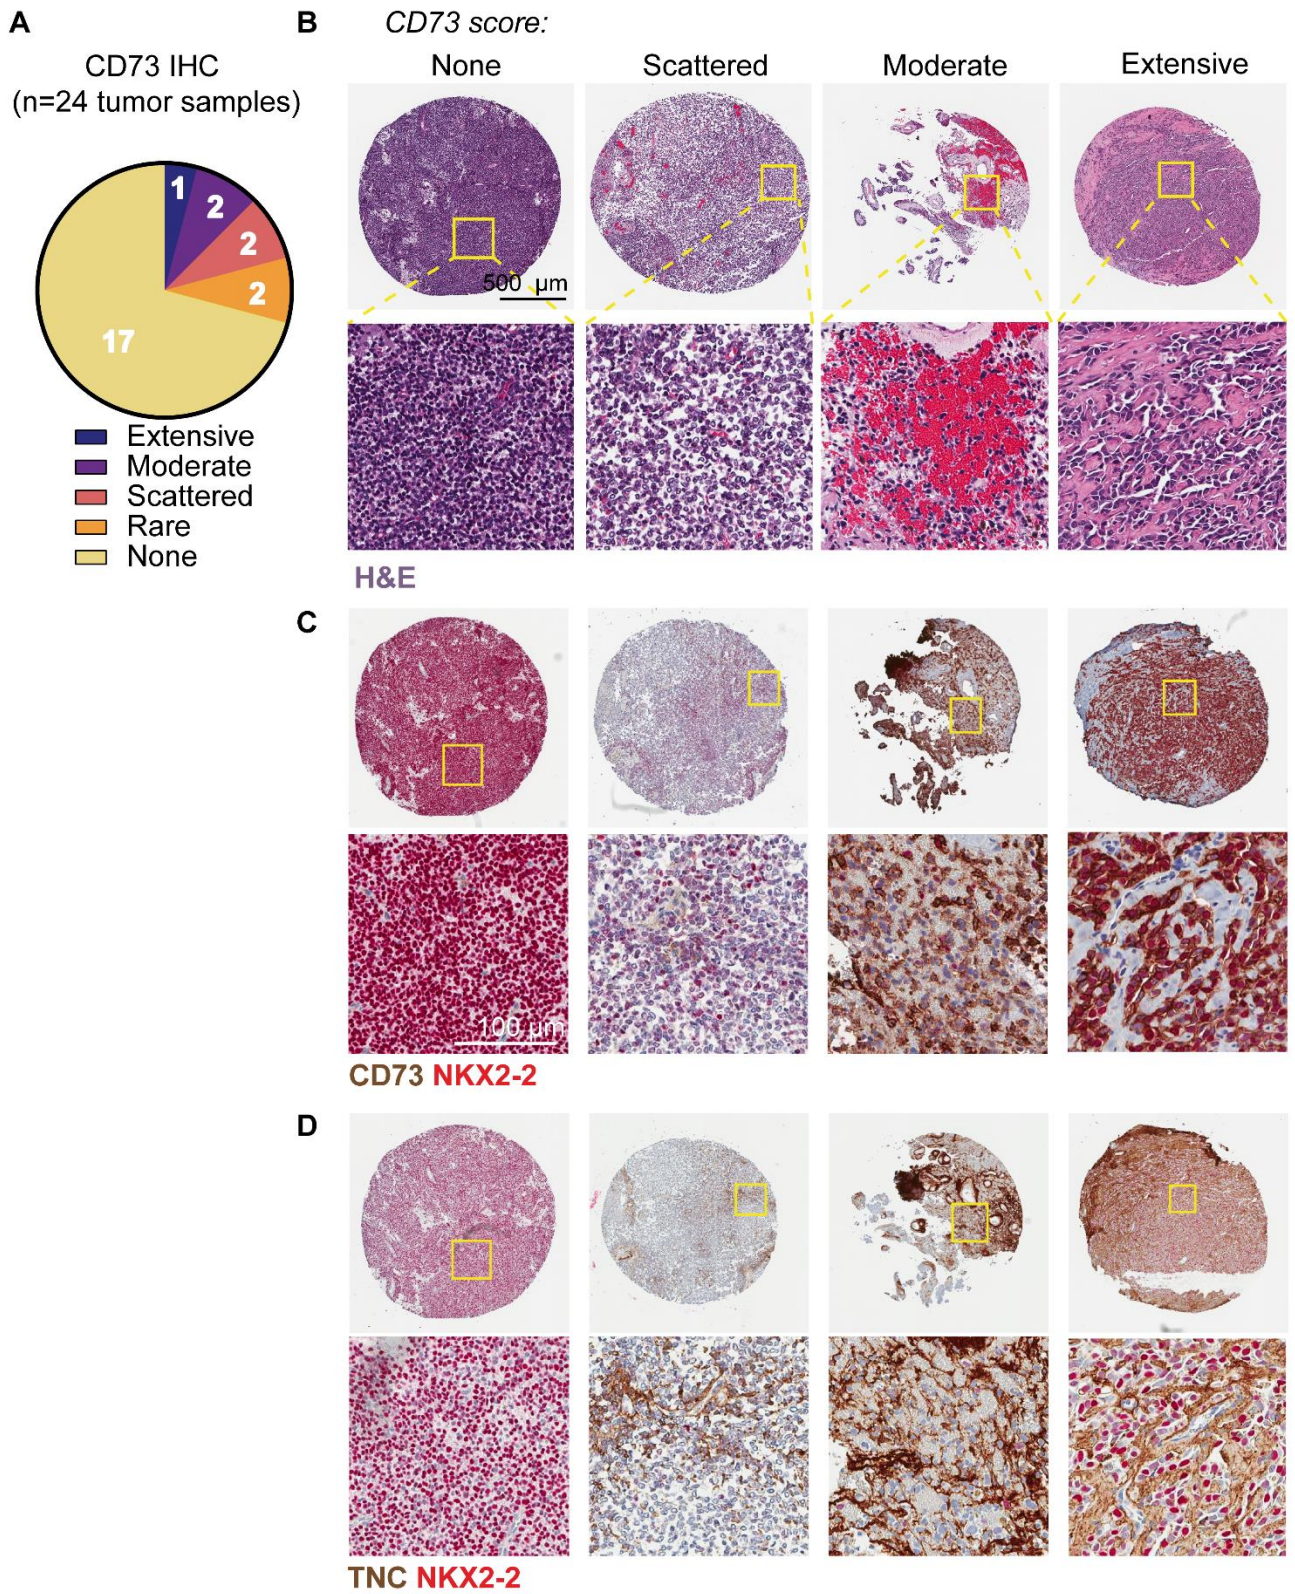 A
CD73 IHC
(n=24 tumor samples)
1
2
2
2
17
Extensive
Moderate
Scattered
Rare
None
B
CD73 score:
None Scattered Moderate Extensive
500 µm
H&E
C
100 µm
CD73 NKX2-2
D
TNC NKX2-2